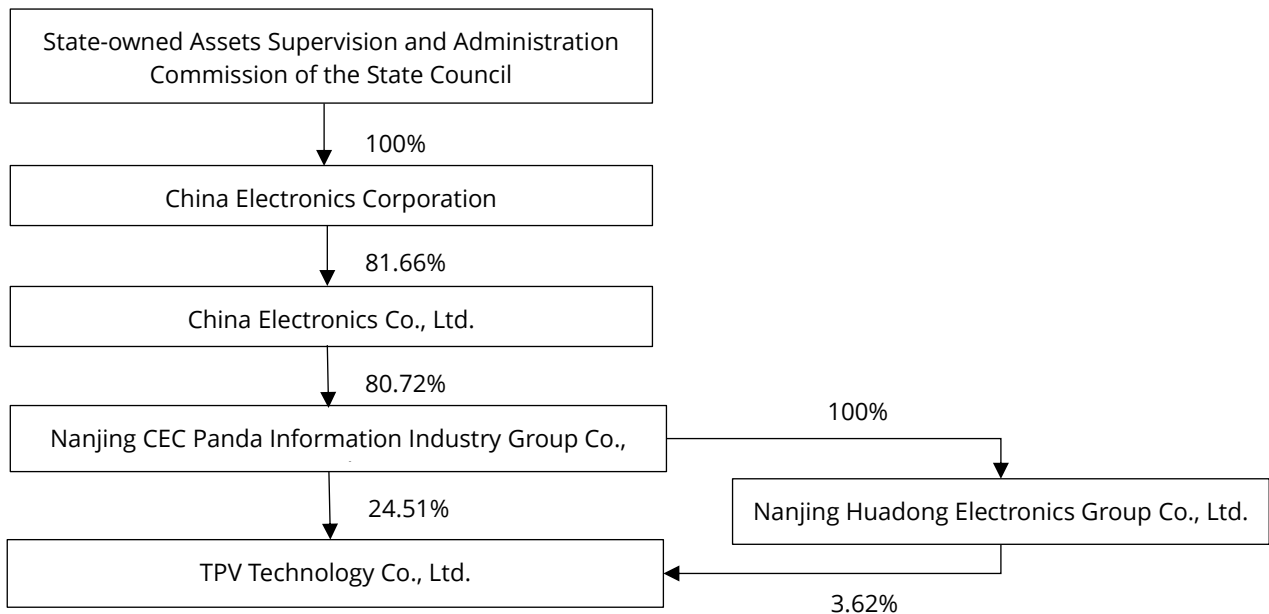 State-owned Assets Supervision and Administration
Commission of the State Council
100%
China Electronics Corporation
81.66%
China Electronics Co., Ltd.
80.72%
100%
Nanjing CEC Panda Information Industry Group Co.,
24.51%
Nanjing Huadong Electronics Group Co., Ltd.
TPV Technology Co., Ltd.
3.62%